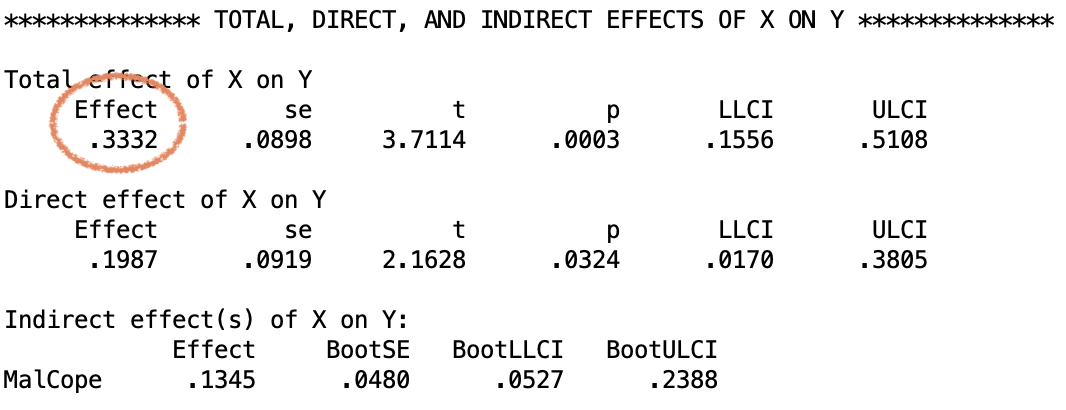 *************** TOTAL, DIRECT, AND INDIRECT EFFECTS OF X ON Y ***************
Total effect of X on Y
Effect se t p LLCI ULCI
.3332 .0898 3.7114 .0003 .1556 .5108
Direct effect of X on Y
Effect se t p LLCI ULCI
.1987 .0919 2.1628 .0324 .0170 .3805
Indirect effect(s) of X on Y:
Effect BootSE BootLLCI BootULCI
MalCope .1345 .0480 .0527 .2388